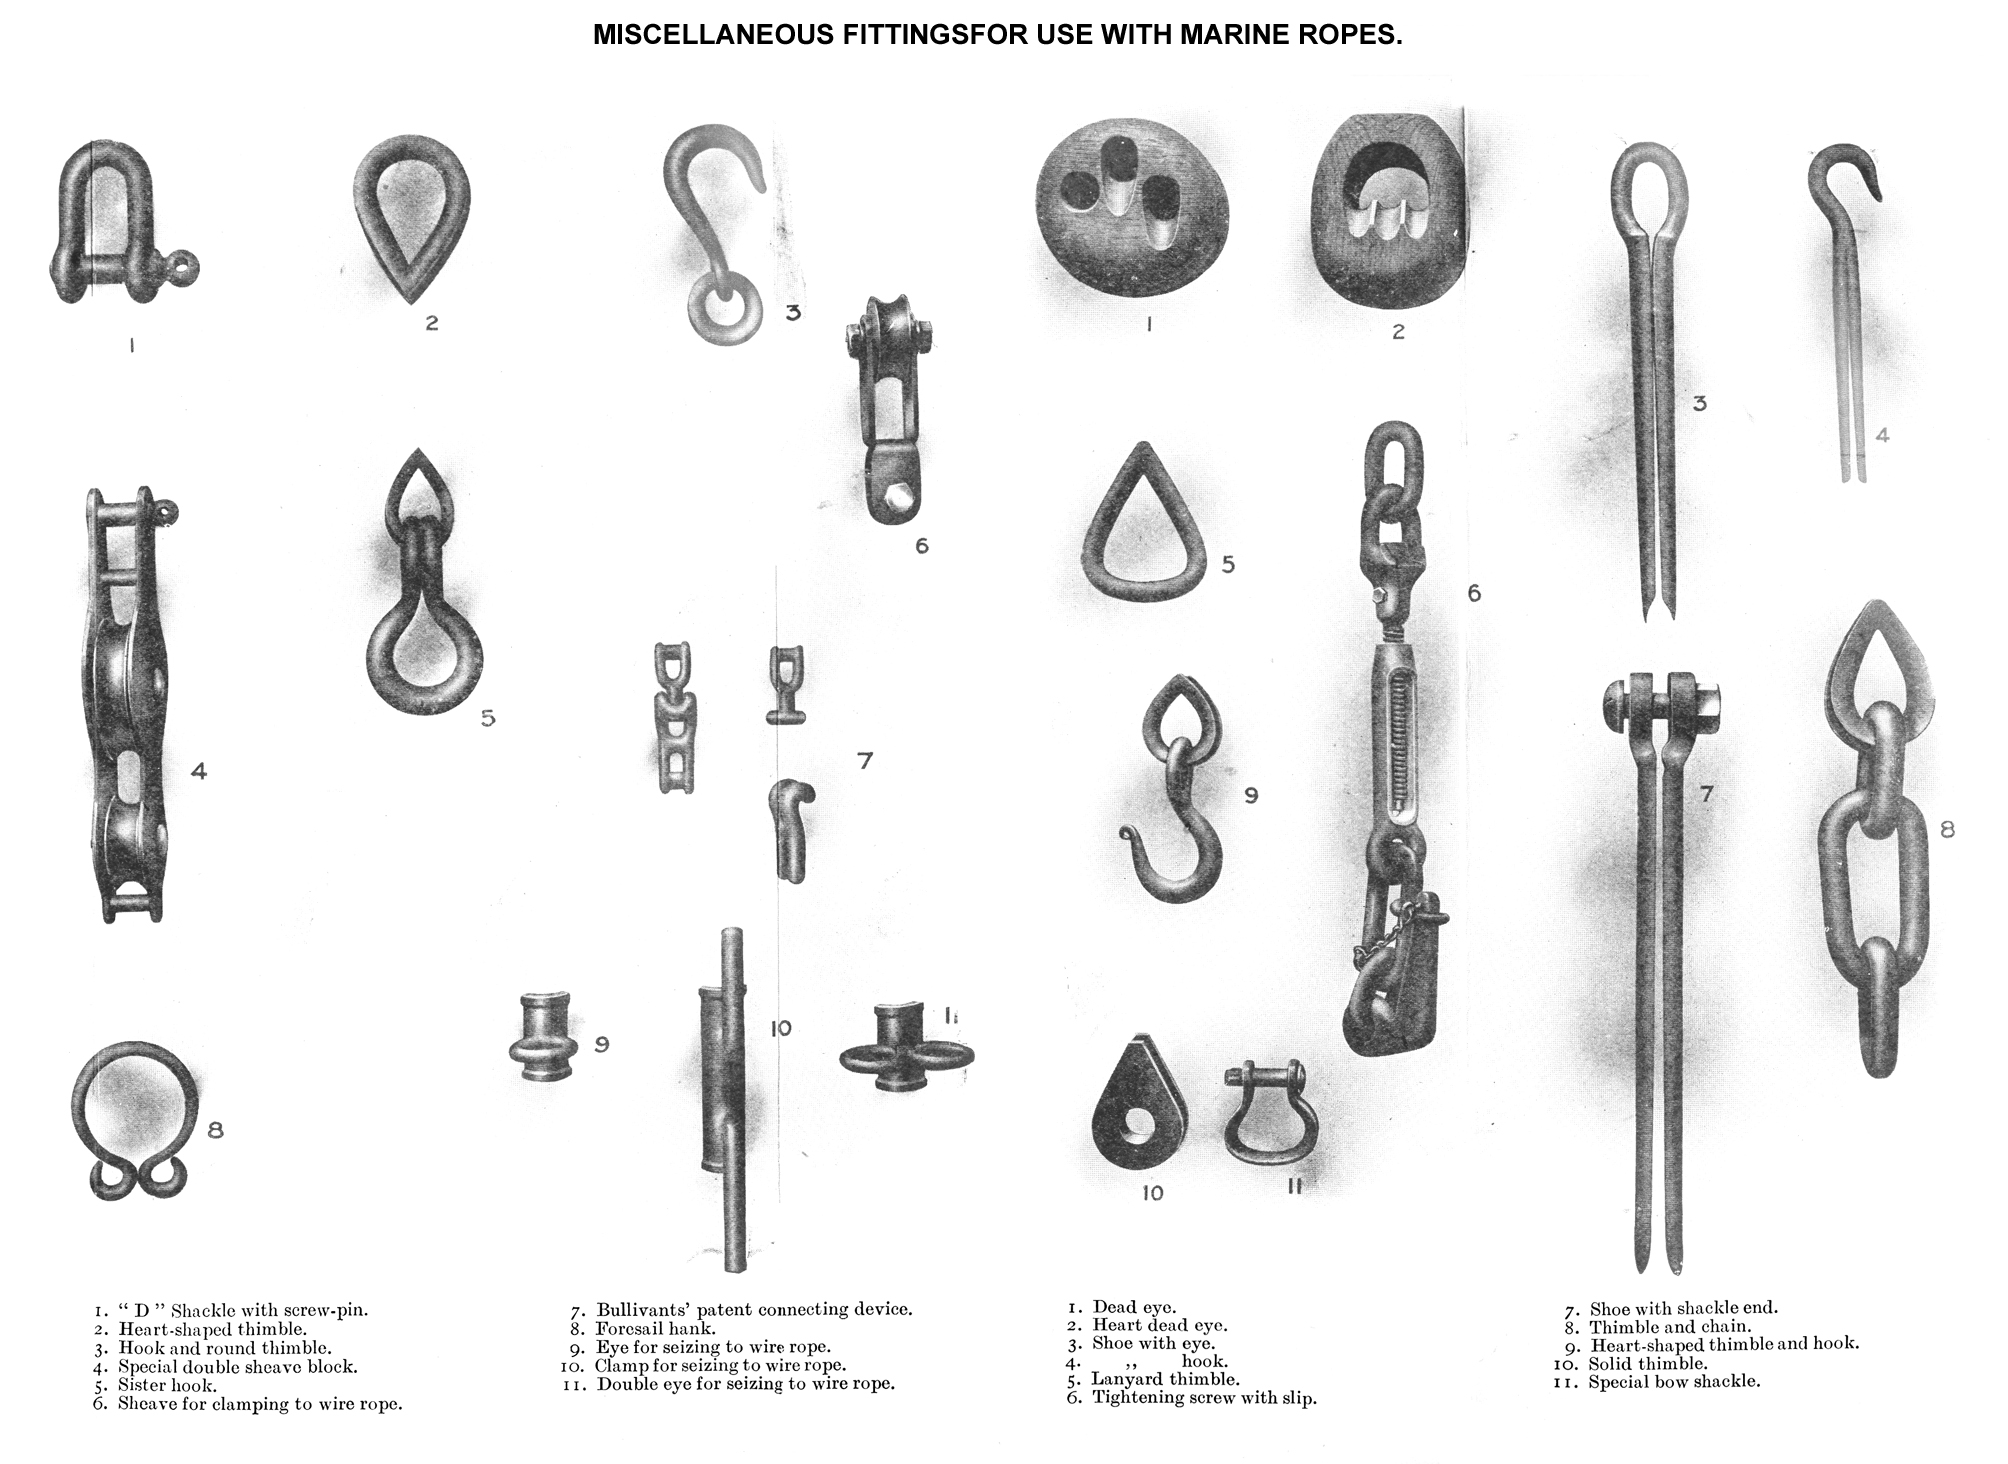 MISCELLANEOUS FITTINGSFOR USE WITH MARINE ROPES.
1
2
3
4
5
6
7
8
9
10
11
1
2
3
4
5
6
7
8
9
10
11
1. “ D ” Shackle with screw-pin.
2. Heart-shaped thimble.
3. Hook and round thimble.
4. Special double sheave block.
5. Sister hook.
6. Sheave for clamping to wire rope.
7. Bullivants’ patent connecting device.
8. Foresail hank.
9. Eye for seizing to wire rope.
10. Clamp for seizing to wire rope.
11. Double eye for seizing to wire rope.
1. Dead eye.
2. Heart dead eye.
3. Shoe with eye.
4. ,, hook.
5. Lanyard thimble.
6. Tightening screw with slip.
7. Shoe with shackle end.
8. Thimble and chain.
9. Heart-shaped thimble and hook.
10. Solid thimble.
11. Special bow shackle.